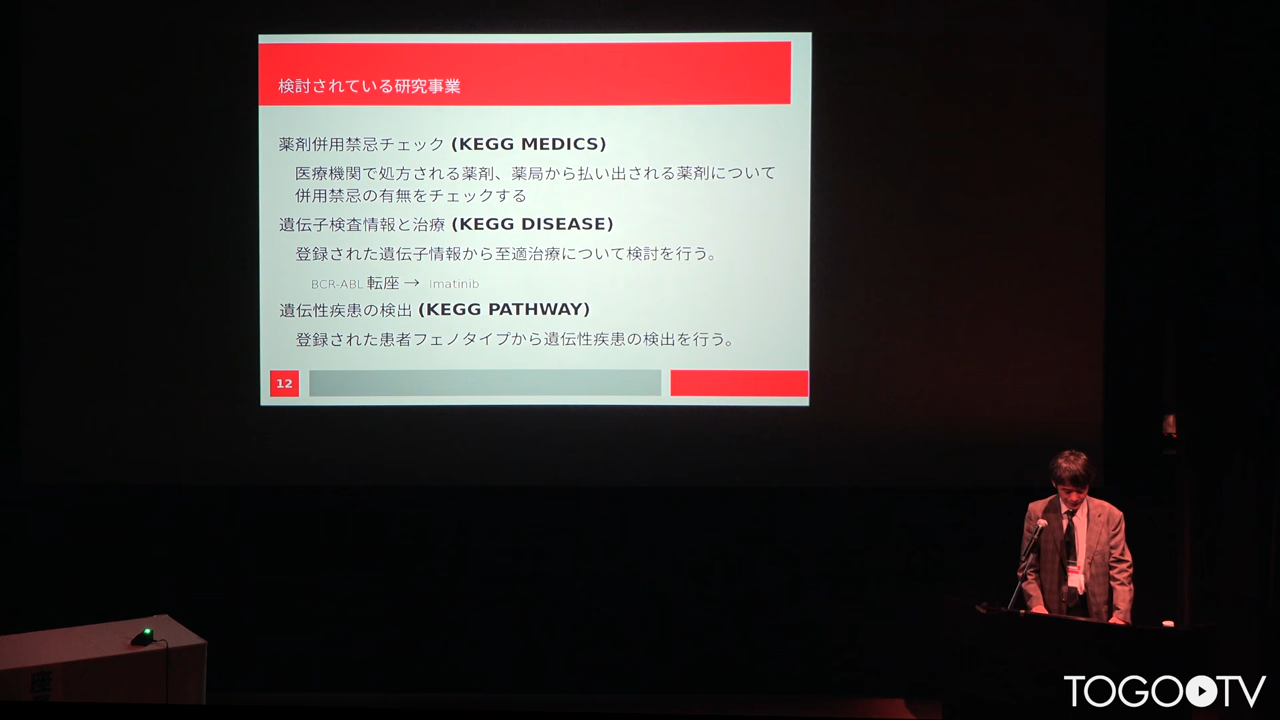 検討されている研究事業
薬剤併用禁忌チェック (KEGG MEDICS)
医療機関で処方される薬剤、薬局から払い出される薬剤について
併用禁忌の有無をチェックする
遺伝子検査情報と治療 (KEGG DISEASE)
登録された遺伝子情報から至適治療について検討を行う。
BCR-ABL 転座 → Imatinib
遺伝性疾患の検出 (KEGG PATHWAY)
登録された患者フェノタイプから遺伝性疾患の検出を行う。
12
座
TOGO TV